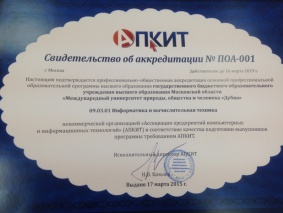 АПКИТ
Свидетельство об аккредитации № ПОА-001
г. Москва Действительно до 16 марта 2019 г.
Настоящим подтверждается профессионально-общественная аккредитация основной профессиональной
образовательной программы высшего образования государственного бюджетного образовательного
учреждения высшего образования Московской области
«Международный университет природы, общества и человека «Дубна»
09.03.01 Информатика и вычислительная техника
некоммерческой организацией «Ассоциация предприятий компьютерных
и информационных технологий» (АПКИТ) в соответствии качества подготовки выпускников
программы требованиям АПКИТ.
Исполнительный директор АПКИТ
Н.В.
Выдано 17 марта 2015 г.